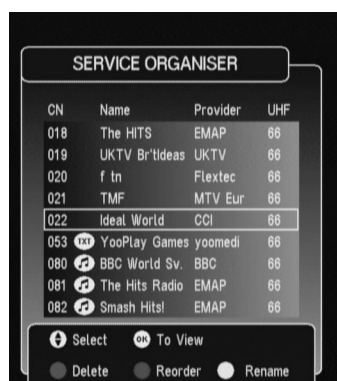 SERVICE ORGANISER
CN Name Provider UHF
018 The HITS EMAP 66
019 UKTV Br'tIdeas UKTV 66
020 f tn Flextec 66
021 TMF MTV Eur 66
022 Ideal World CCI 66
053 TXT YooPlay Games yoomedi 66
080 BBC World Sv. BBC 66
081 The Hits Radio EMAP 66
082 Smash Hits! EMAP 66
Select OK To View
Delete Reorder Rename